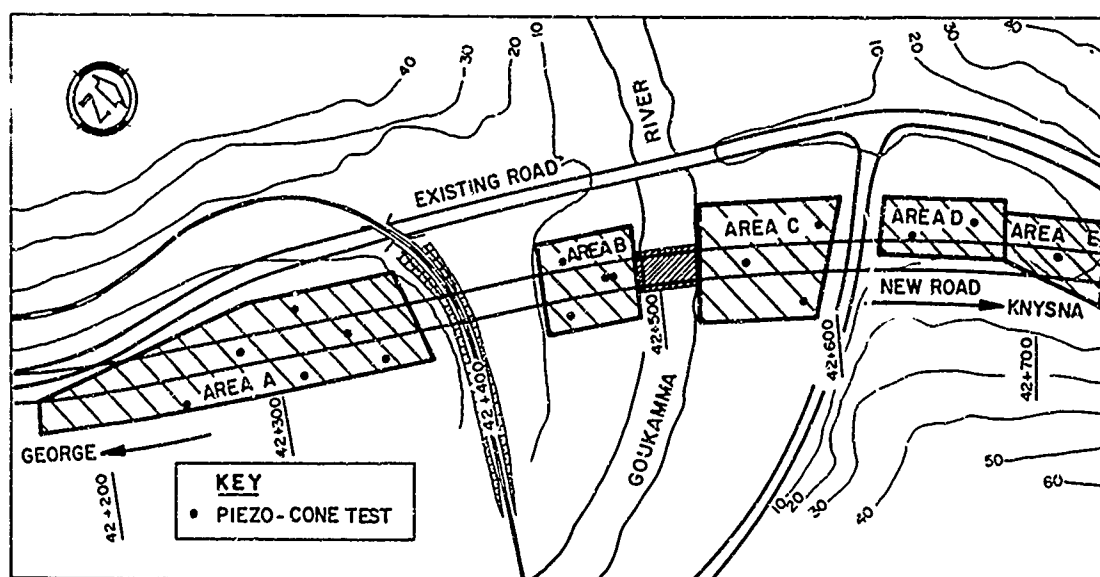 40
30
20
10
10
20
30
40
N
RIVER
EXISTING ROAD
AREA A
AREA B
AREA C
AREA D
AREA E
NEW ROAD
KNYSNA
GEORGE
42+200
42+300
42+400
42+500
42+600
42+700
GOUKAMMA
10
20
30
40
50
60
KEY
• PIEZO-CONE TEST